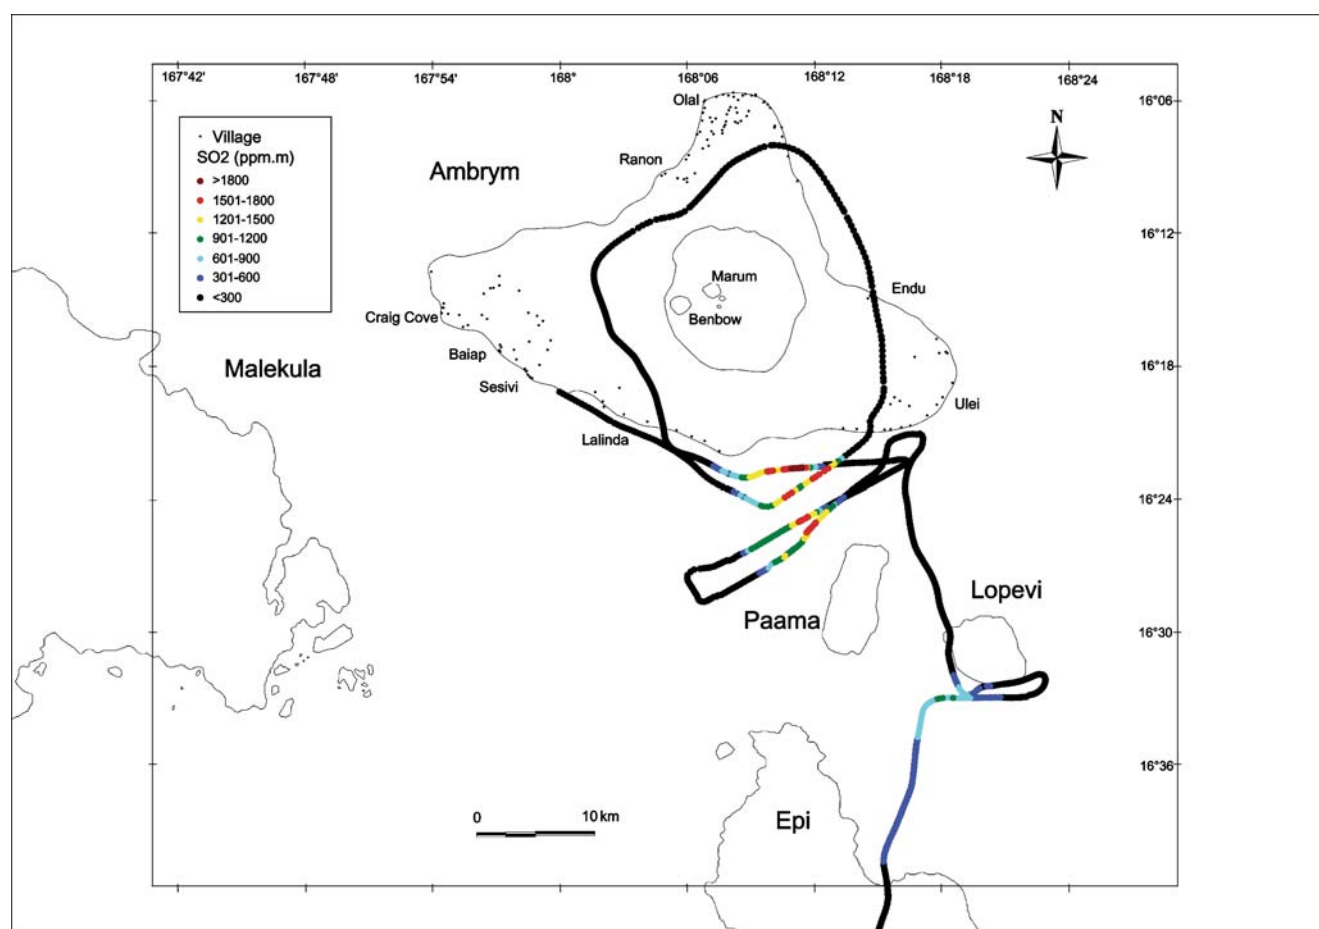 167°42' 167°48' 167°54' 168° 168°06 168°12 168°18 168°24
16°06
16°12
16°18
16°24
16°30
16°36
N
Village
SO2 (ppm.m)
>1800
1501-1800
1201-1500
901-1200
601-900
301-600
<300
Olal
Ranon
Ambrym
Marum
Benbow
Endu
Craig Cove
Baiap
Malekula
Sesivi
Ulei
Lalinda
Lopevi
Paama
Epi
0 10 km